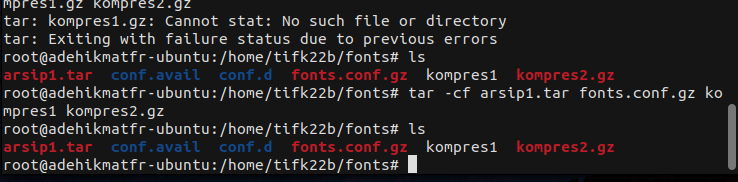 mpres1.gz kompres2.gz
tar: kompres1.gz: Cannot stat: No such file or directory
tar: Exiting with failure status due to previous errors
root@adehikmatfr-ubuntu:/home/tifk22b/fonts# ls
arsip1.tar conf.avail conf.d fonts.conf.gz kompres1 kompres2.gz
root@adehikmatfr-ubuntu:/home/tifk22b/fonts# tar -cf arsip1.tar fonts.conf.gz ko
mpres1 kompres2.gz
root@adehikmatfr-ubuntu:/home/tifk22b/fonts# ls
arsip1.tar conf.avail conf.d fonts.conf.gz kompres1 kompres2.gz
root@adehikmatfr-ubuntu:/home/tifk22b/fonts#